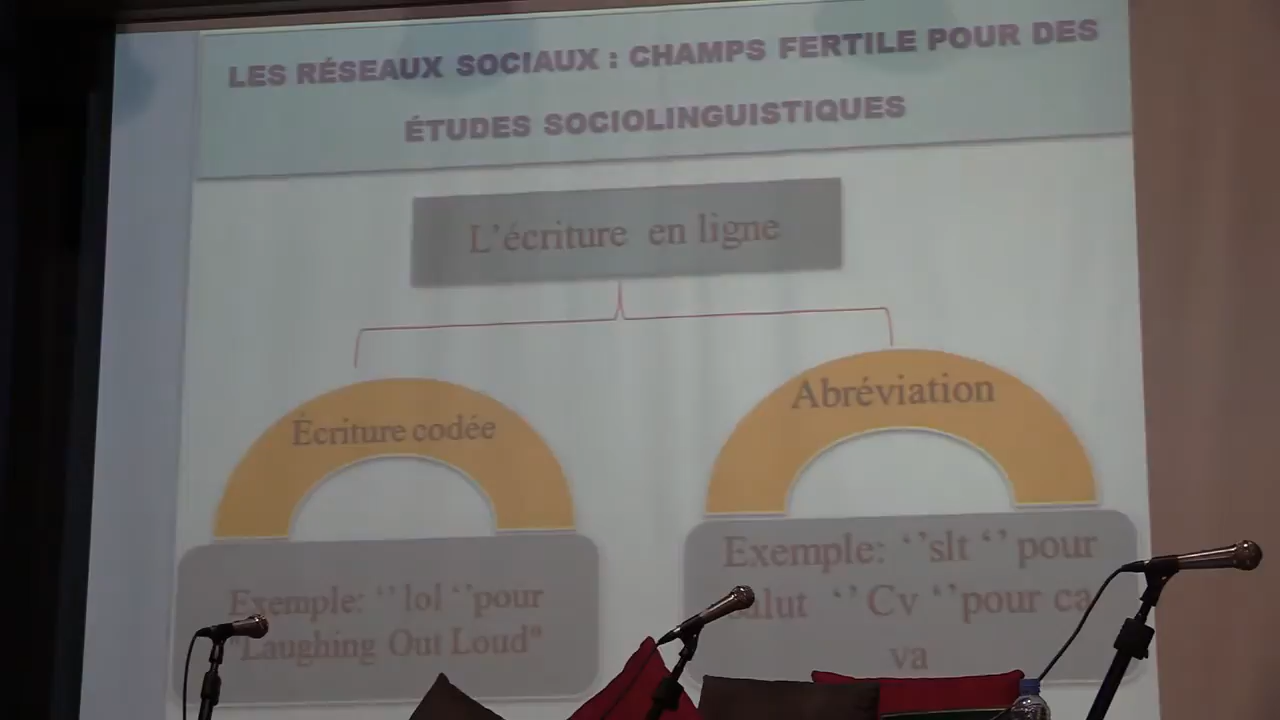 LES RÉSEAUX SOCIAUX : CHAMPS FERTILE POUR DES
ÉTUDES SOCIOLINGUISTIQUES
L'écriture en ligne
Écriture codée
Abréviation
Exemple: ‘’ lol ‘’pour
"Laughing Out Loud"
Exemple: ‘’slt ‘’ pour
salut ‘’ Cv ‘’pour ca
va